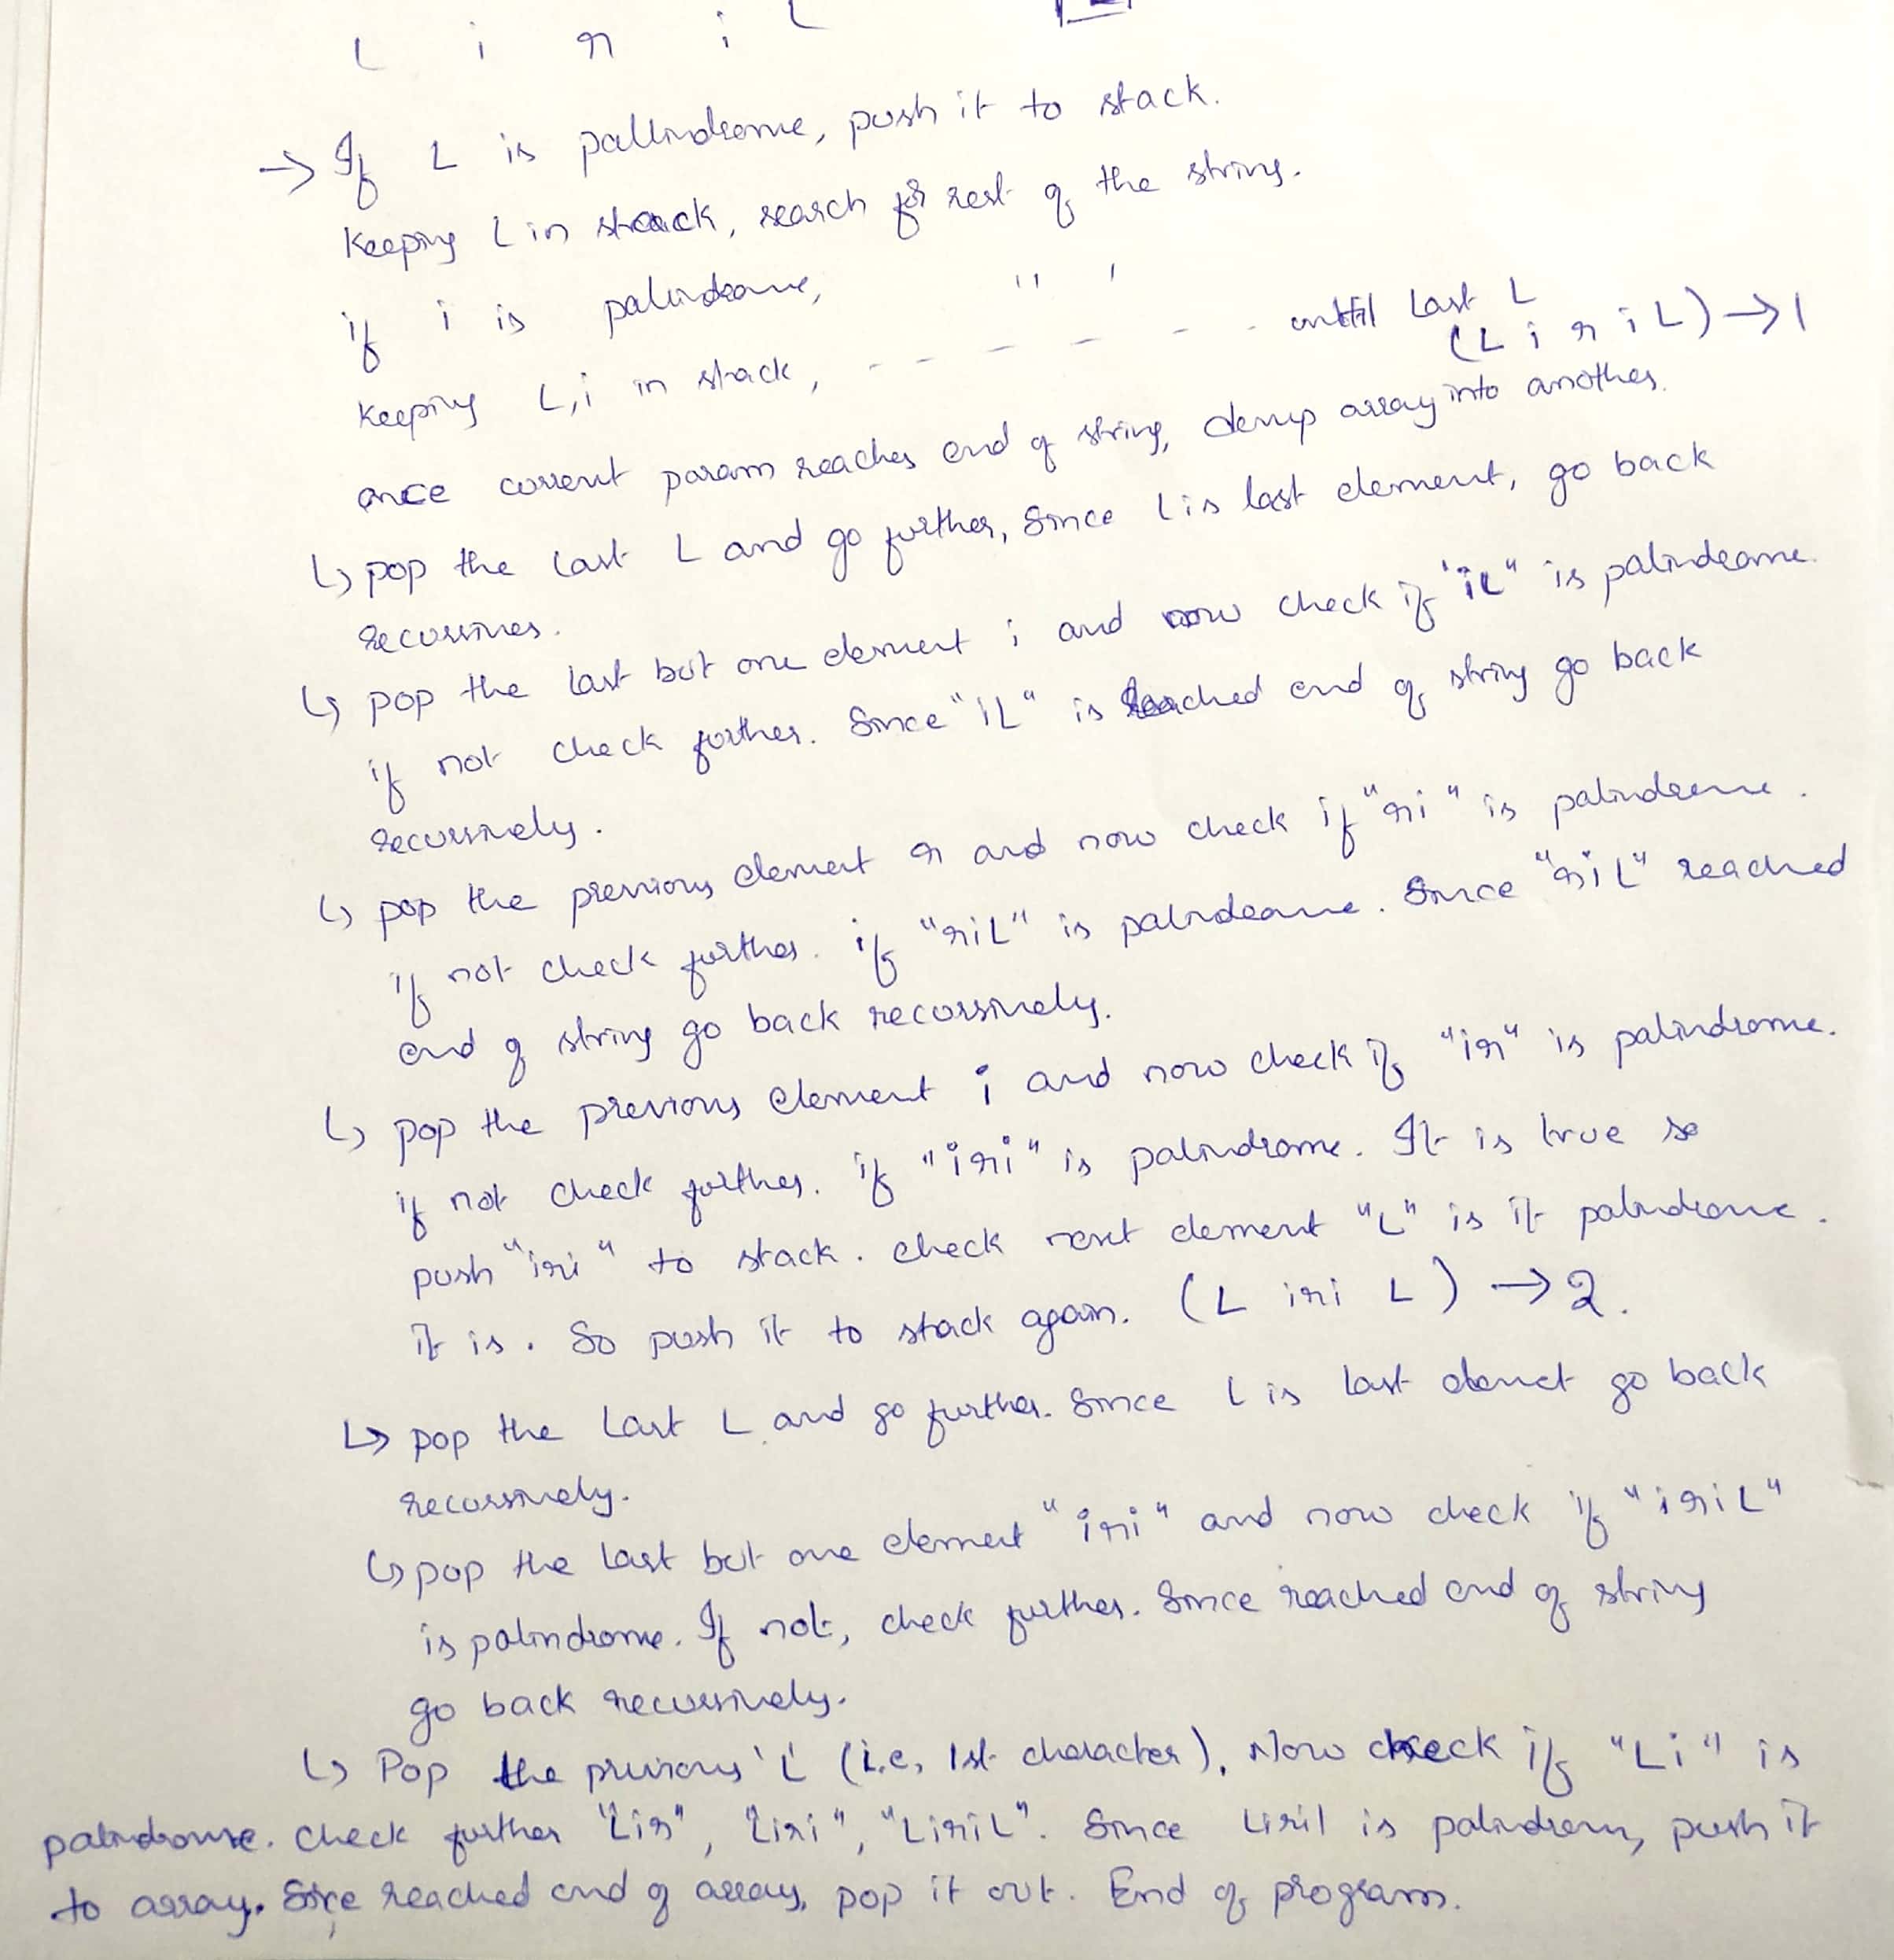 L i r i L
→ If L is pallindrome, push it to stack.
Keeping L in stack, search for rest of the string.
if i is palindrome, " '
Keeping L,i in stack, - - - - - - until last L
(L i r i L) → 1
once current param reaches end of string, dump array into another.
↳ pop the last L and go further, Since L is last element, go back
recursives.
↳ pop the last but one element i and now check if "iL" is palindrome.
if not check further. Since "iL" is reached end of string go back
recursively.
↳ pop the previous element r and now check if "ri" is palindrome.
if not check further. if "riL" is palindrome. Since "riL" reached
end of string go back recursively.
↳ pop the previous element i and now check if "ir" is palindrome.
if not check further. if "iri" is palindrome. It is true so
push "iri" to stack. check next element "L" is it palindrome.
it is. So push it to stack again. (L iri L) → 2.
↳ pop the last L and go further. Since L is last element go back
recursively.
↳ pop the last but one element "iri" and now check if "iriL"
is palindrome. If not, check further. Since reached end of string
go back recursively.
↳ Pop the previous 'L' (i.e, 1st character). Now check if "Li" is
palindrome. check further "Lir", "Liri", "LiriL". Since Liril is palindrom, push it
to array. Since reached end of array, pop it out. End of program.